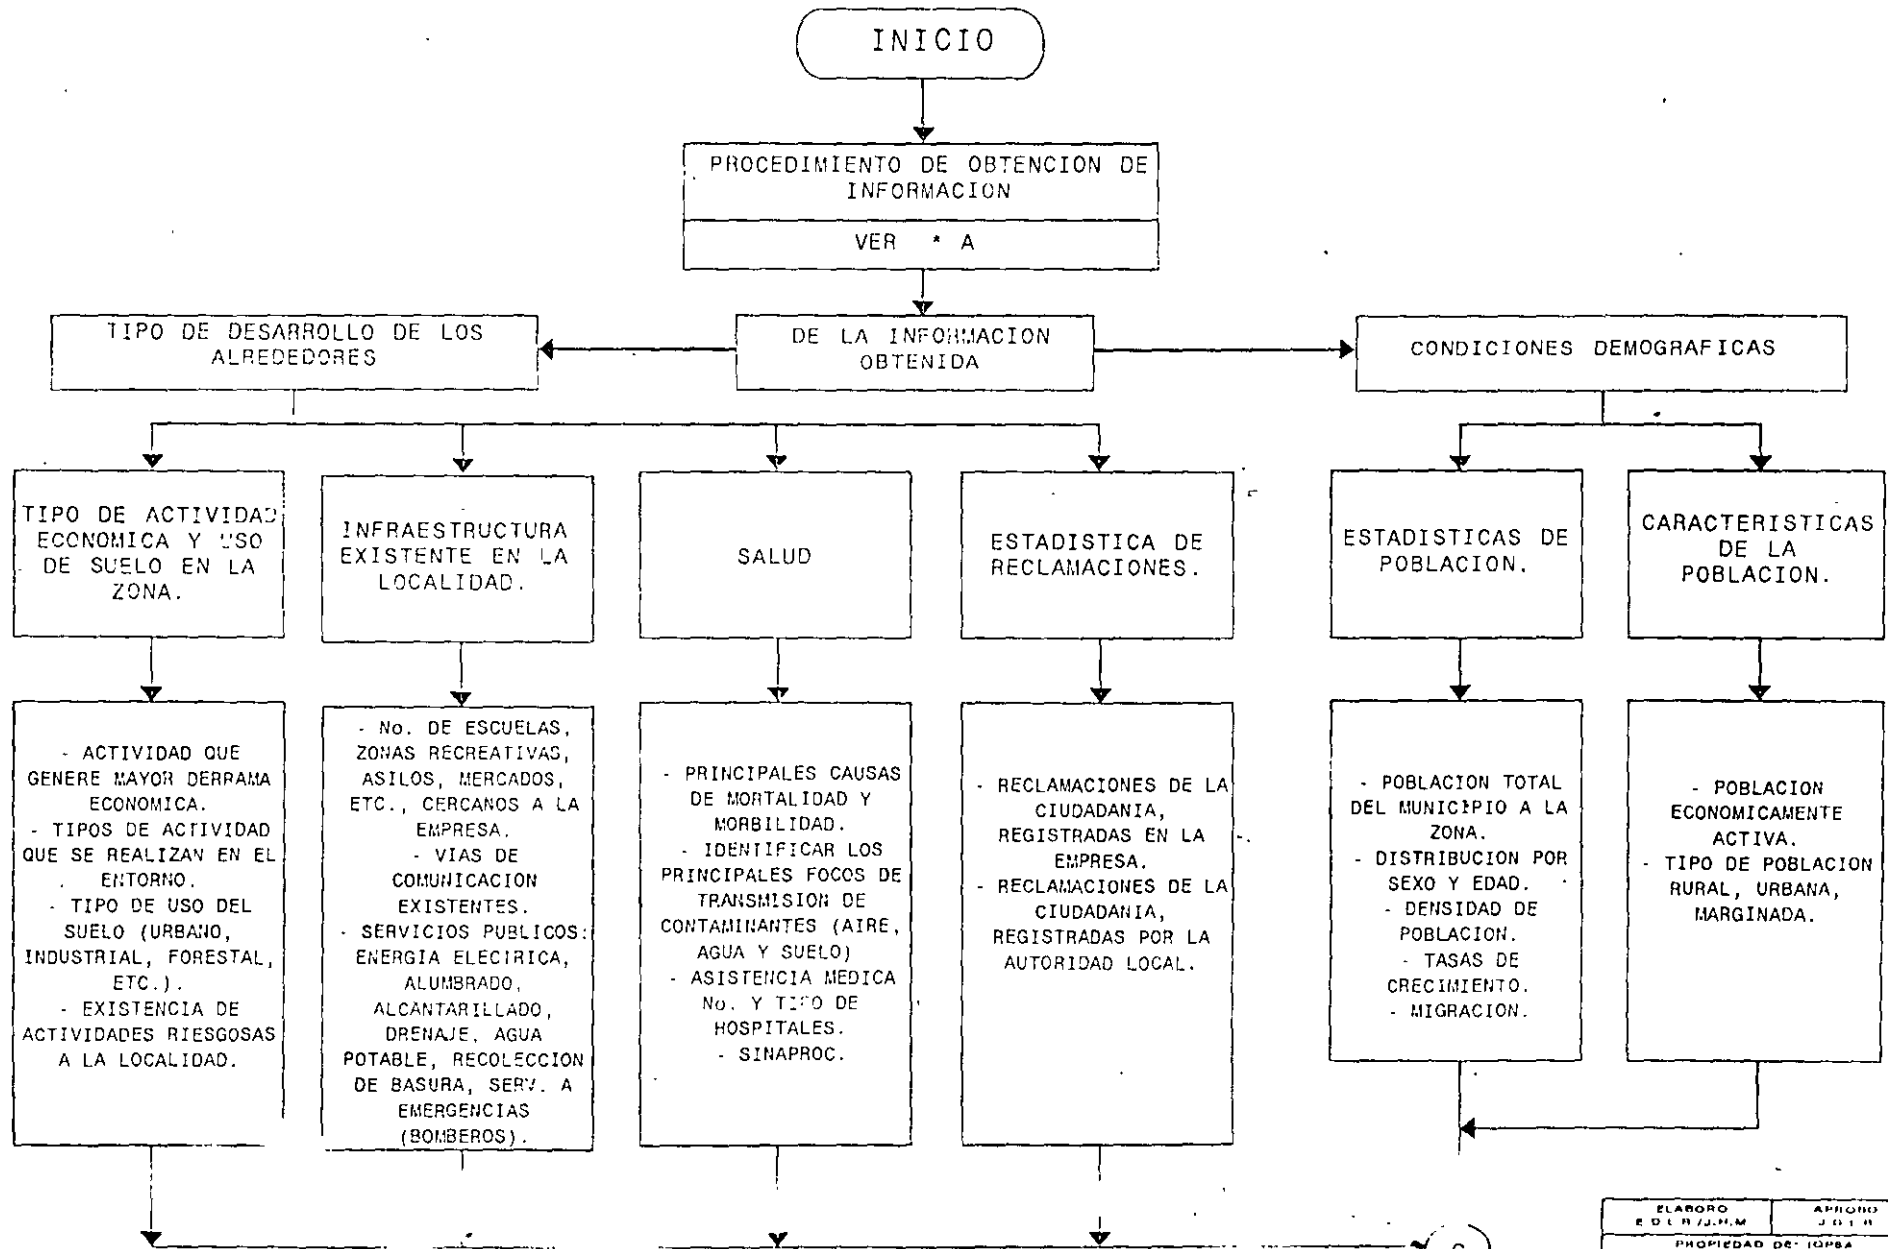 INICIO
PROCEDIMIENTO DE OBTENCION DE
INFORMACION
VER * A
TIPO DE DESARROLLO DE LOS
ALREDEDORES
DE LA INFORMACION
OBTENIDA
CONDICIONES DEMOGRAFICAS
TIPO DE ACTIVIDAD
ECONOMICA Y USO
DE SUELO EN LA
ZONA.
INFRAESTRUCTURA
EXISTENTE EN LA
LOCALIDAD.
SALUD
ESTADISTICA DE
RECLAMACIONES.
ESTADISTICAS DE
POBLACION.
CARACTERISTICAS
DE LA
POBLACION.
- ACTIVIDAD QUE
GENERE MAYOR DERRAMA
ECONOMICA.
- TIPOS DE ACTIVIDAD
QUE SE REALIZAN EN EL
ENTORNO.
- TIPO DE USO DEL
SUELO (URBANO,
INDUSTRIAL, FORESTAL,
ETC.).
- EXISTENCIA DE
ACTIVIDADES RIESGOSAS
A LA LOCALIDAD.
- No. DE ESCUELAS,
ZONAS RECREATIVAS,
ASILOS, MERCADOS,
ETC., CERCANOS A LA
EMPRESA.
- VIAS DE
COMUNICACION
EXISTENTES.
- SERVICIOS PUBLICOS:
ENERGIA ELECIRICA,
ALUMBRADO,
ALCANTARILLADO,
DRENAJE, AGUA
POTABLE, RECOLECCION
DE BASURA, SERV. A
EMERGENCIAS
(BOMBEROS).
- PRINCIPALES CAUSAS
DE MORTALIDAD Y
MORBILIDAD.
- IDENTIFICAR LOS
PRINCIPALES FOCOS DE
TRANSMISION DE
CONTAMINANTES (AIRE,
AGUA Y SUELO)
- ASISTENCIA MEDICA
No. Y TIPO DE
HOSPITALES.
- SINAPROC.
- RECLAMACIONES DE LA
CIUDADANIA,
REGISTRADAS EN LA
EMPRESA.
- RECLAMACIONES DE LA
CIUDADANIA,
REGISTRADAS POR LA
AUTORIDAD LOCAL.
- POBLACION TOTAL
DEL MUNICIPIO A LA
ZONA.
- DISTRIBUCION POR
SEXO Y EDAD.
- DENSIDAD DE
POBLACION.
- TASAS DE
CRECIMIENTO.
- MIGRACION.
- POBLACION
ECONOMICAMENTE
ACTIVA.
- TIPO DE POBLACION
RURAL, URBANA,
MARGINADA.
ELABORO
APROBO
E.D.L.R/J.H.M
PROPIEDAD DE: